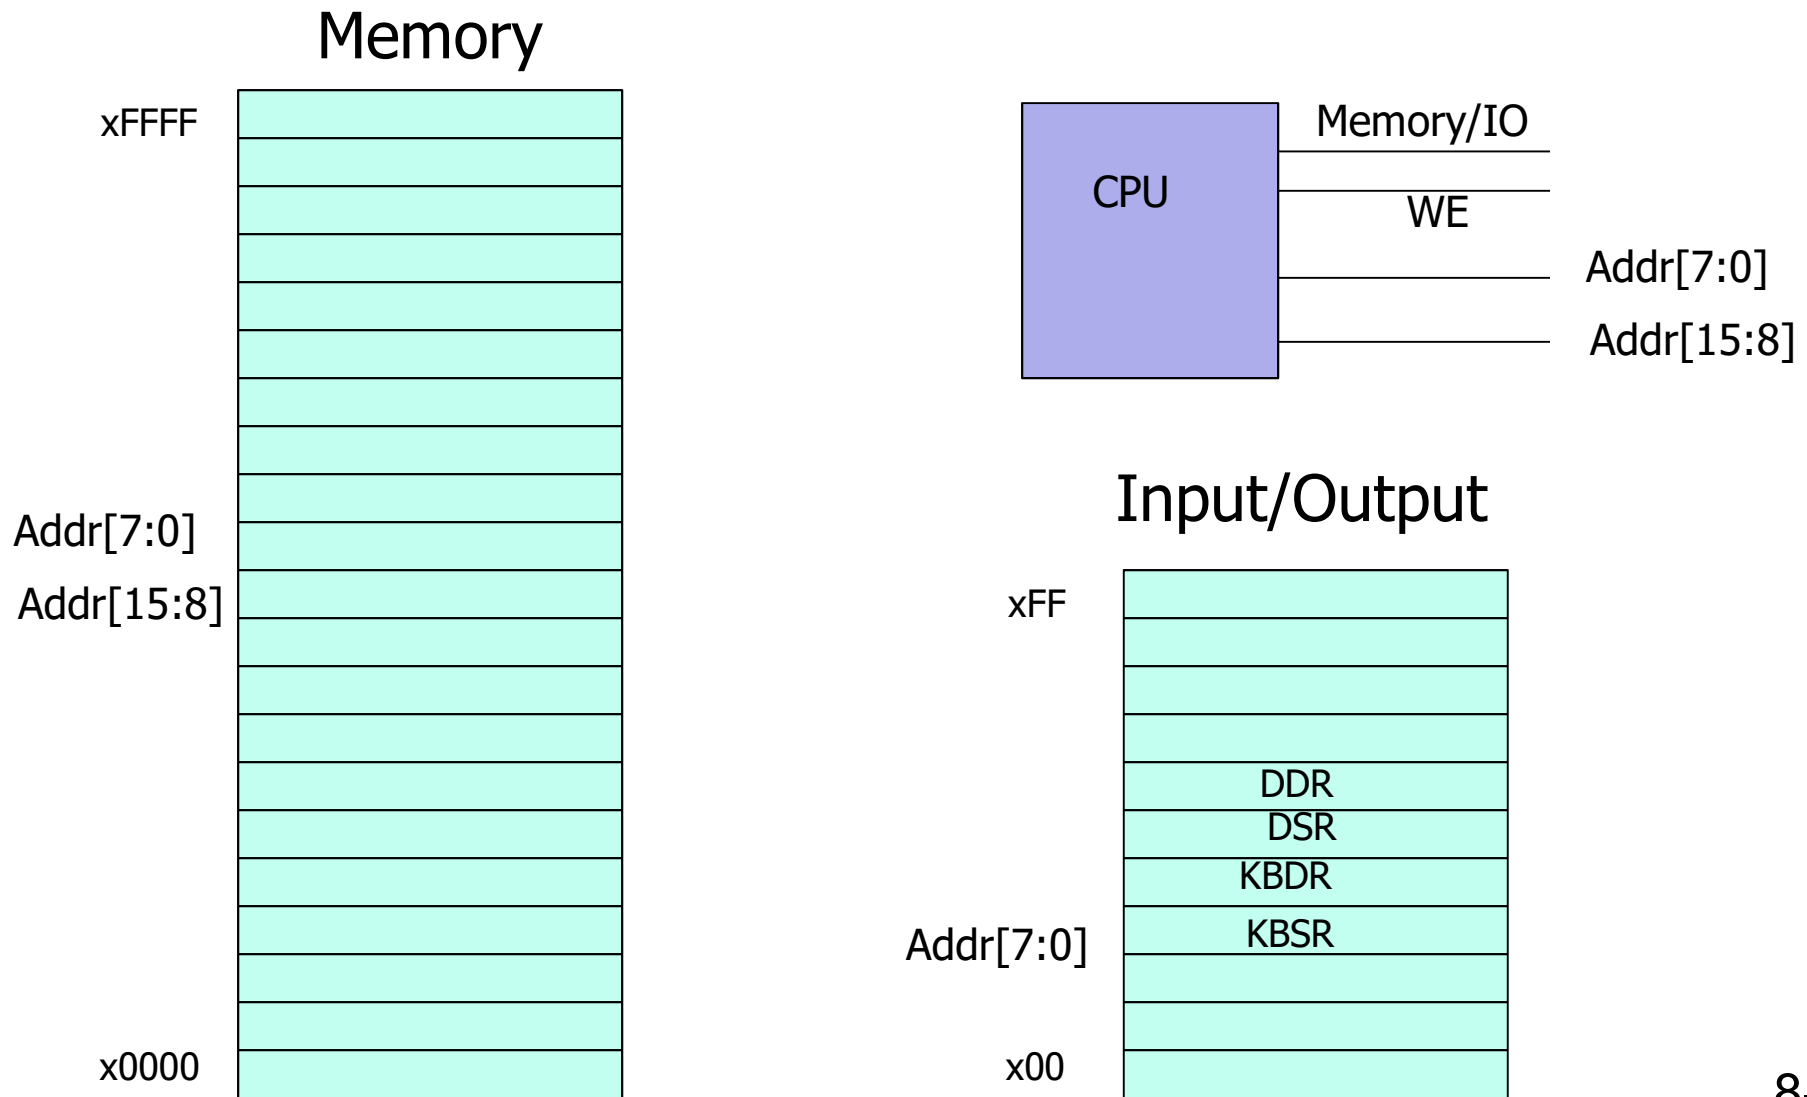 Memory
xFFFF
Addr[7:0]
Addr[15:8]
x0000
CPU
Memory/IO
WE
Addr[7:0]
Addr[15:8]
Input/Output
xFF
DDR
DSR
KBDR
KBSR
Addr[7:0]
x00